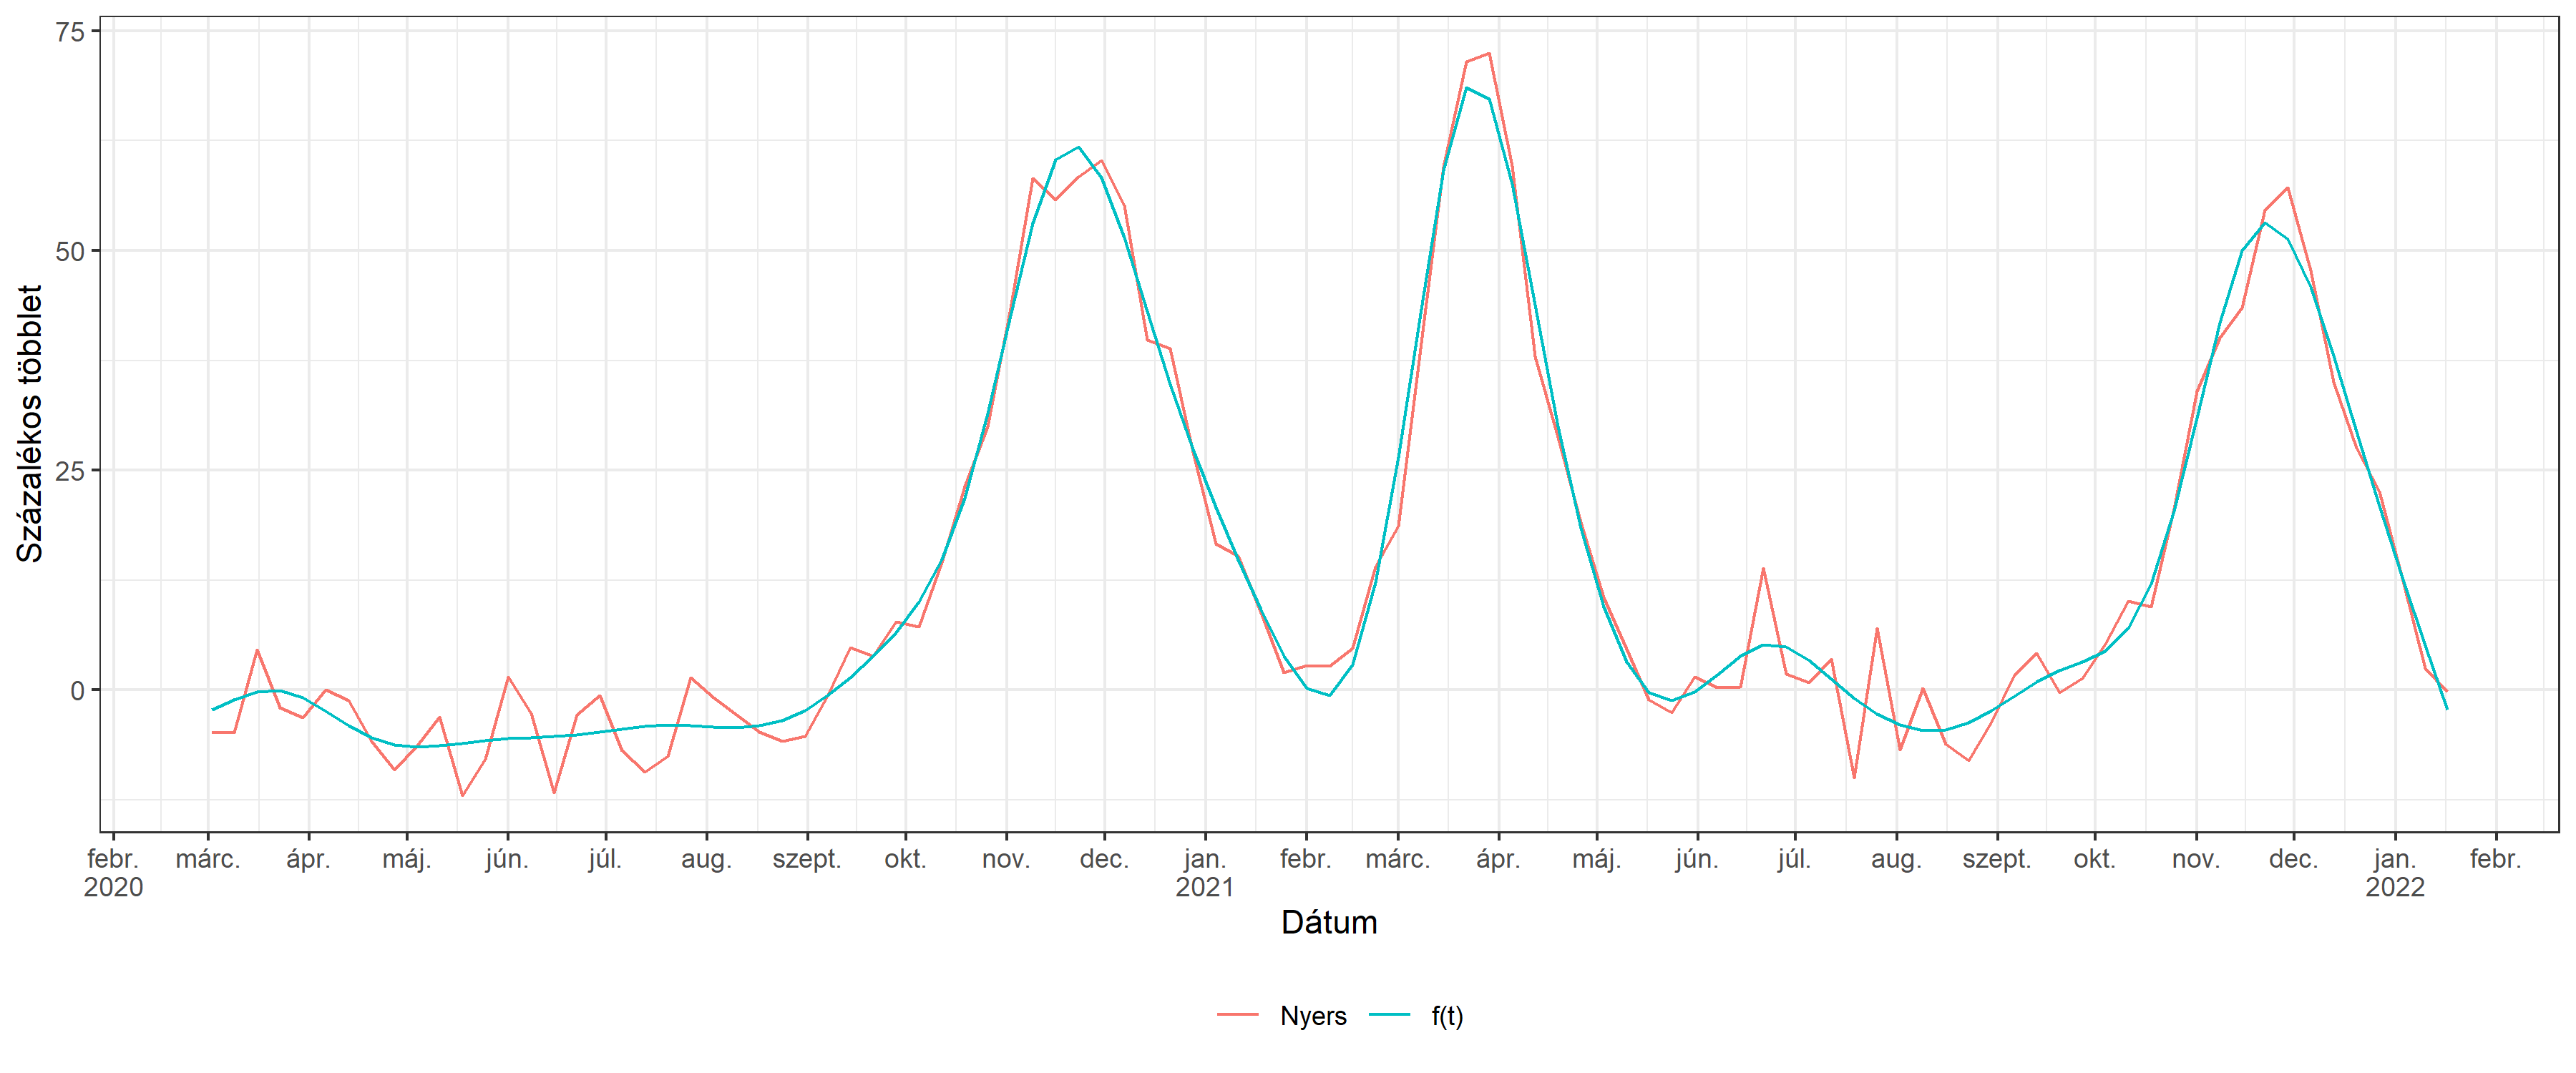 75
50
25
0
Százalékos többlet
febr. márc. ápr. máj. jún. júl. aug. szept. okt. nov. dec. jan. febr. márc. ápr. máj. jún. júl. aug. szept. okt. nov. dec. jan. febr.
2020 2021 2022
Dátum
Nyers f(t)